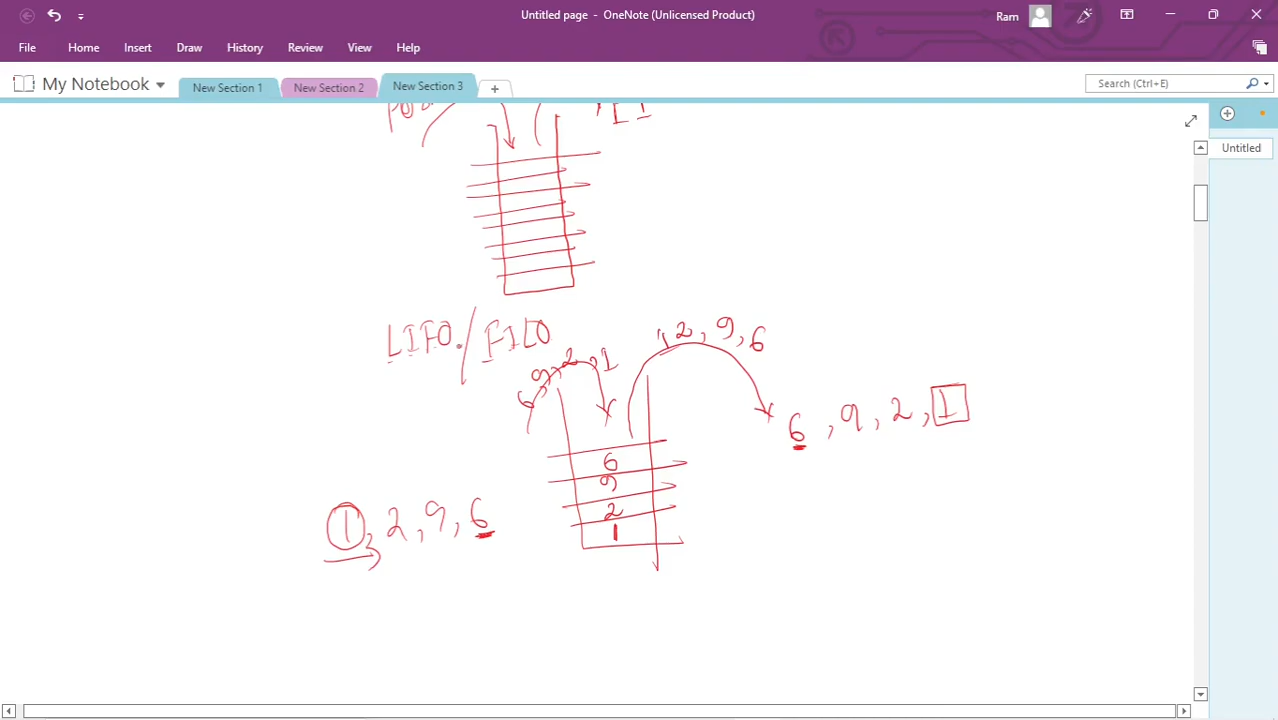 Untitled page - OneNote (Unlicensed Product)
Ram
File Home Insert Draw History Review View Help
My Notebook New Section 1 New Section 2 New Section 3 +
Search (Ctrl+E)
Untitled
LIFO. / FILO
1 2, 9, 6
6, 9, 2, 1
6, 9, 2, 1
6
9
2
1
1, 2, 9, 6